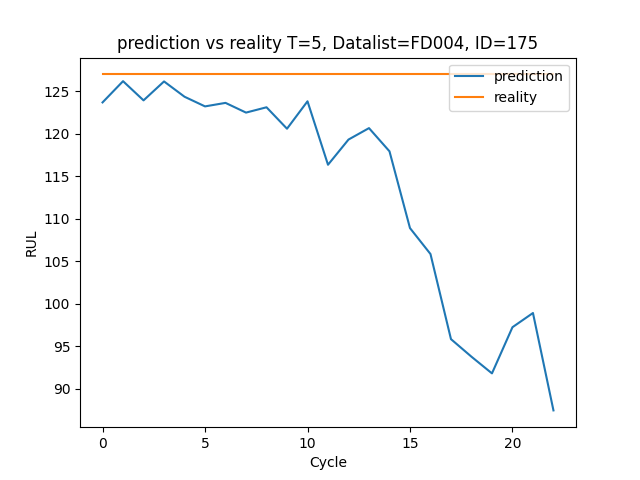 prediction vs reality T=5, Datalist=FD004, ID=175
prediction
reality
RUL
125
120
115
110
105
100
95
90
0 5 10 15 20
Cycle